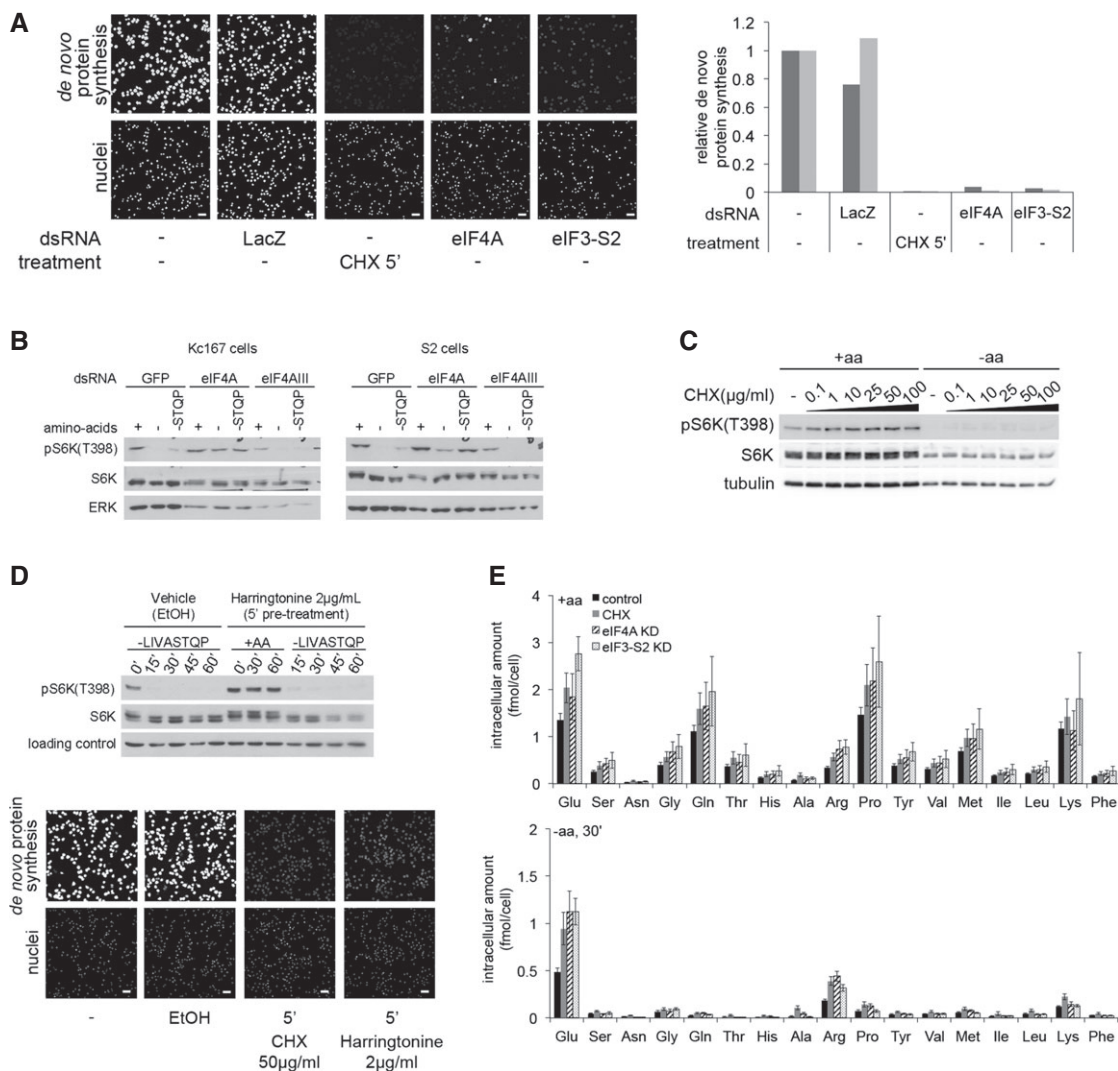 A
de novo
protein
synthesis
nuclei
dsRNA - LacZ - eIF4A eIF3-S2
treatment - - CHX 5' - -
relative de novo
protein synthesis
1.2
1
0.8
0.6
0.4
0.2
0
dsRNA - LacZ - eIF4A eIF3-S2
treatment - - CHX 5' - -
B
Kc167 cells S2 cells
dsRNA GFP eIF4A eIF4AIII GFP eIF4A eIF4AIII
amino-acids + - -STQP + - -STQP + - -STQP + - -STQP + - -STQP + - -STQP
pS6K(T398)
S6K
ERK
C
+aa -aa
CHX(µg/ml) - 0.1 1 10 25 50 100 - 0.1 1 10 25 50 100
pS6K(T398)
S6K
tubulin
D
Vehicle
(EtOH)
Harringtonine 2µg/mL
(5' pre-treatment)
-LIVASTQP +AA -LIVASTQP
0' 15' 30' 45' 60' 0' 30' 60' 15' 30' 45' 60'
pS6K(T398)
S6K
loading control
de novo protein
synthesis
nuclei
- EtOH 5' 5'
CHX Harringtonine
50µg/ml 2µg/ml
E
intracellular amount
(fmol/cell)
4
3
2
1
0
+aa
control
CHX
eIF4A KD
eIF3-S2 KD
Glu Ser Asn Gly Gln Thr His Ala Arg Pro Tyr Val Met Ile Leu Lys Phe
intracellular amount
(fmol/cell)
2
1.5
1
0.5
0
-aa, 30'
Glu Ser Asn Gly Gln Thr His Ala Arg Pro Tyr Val Met Ile Leu Lys Phe